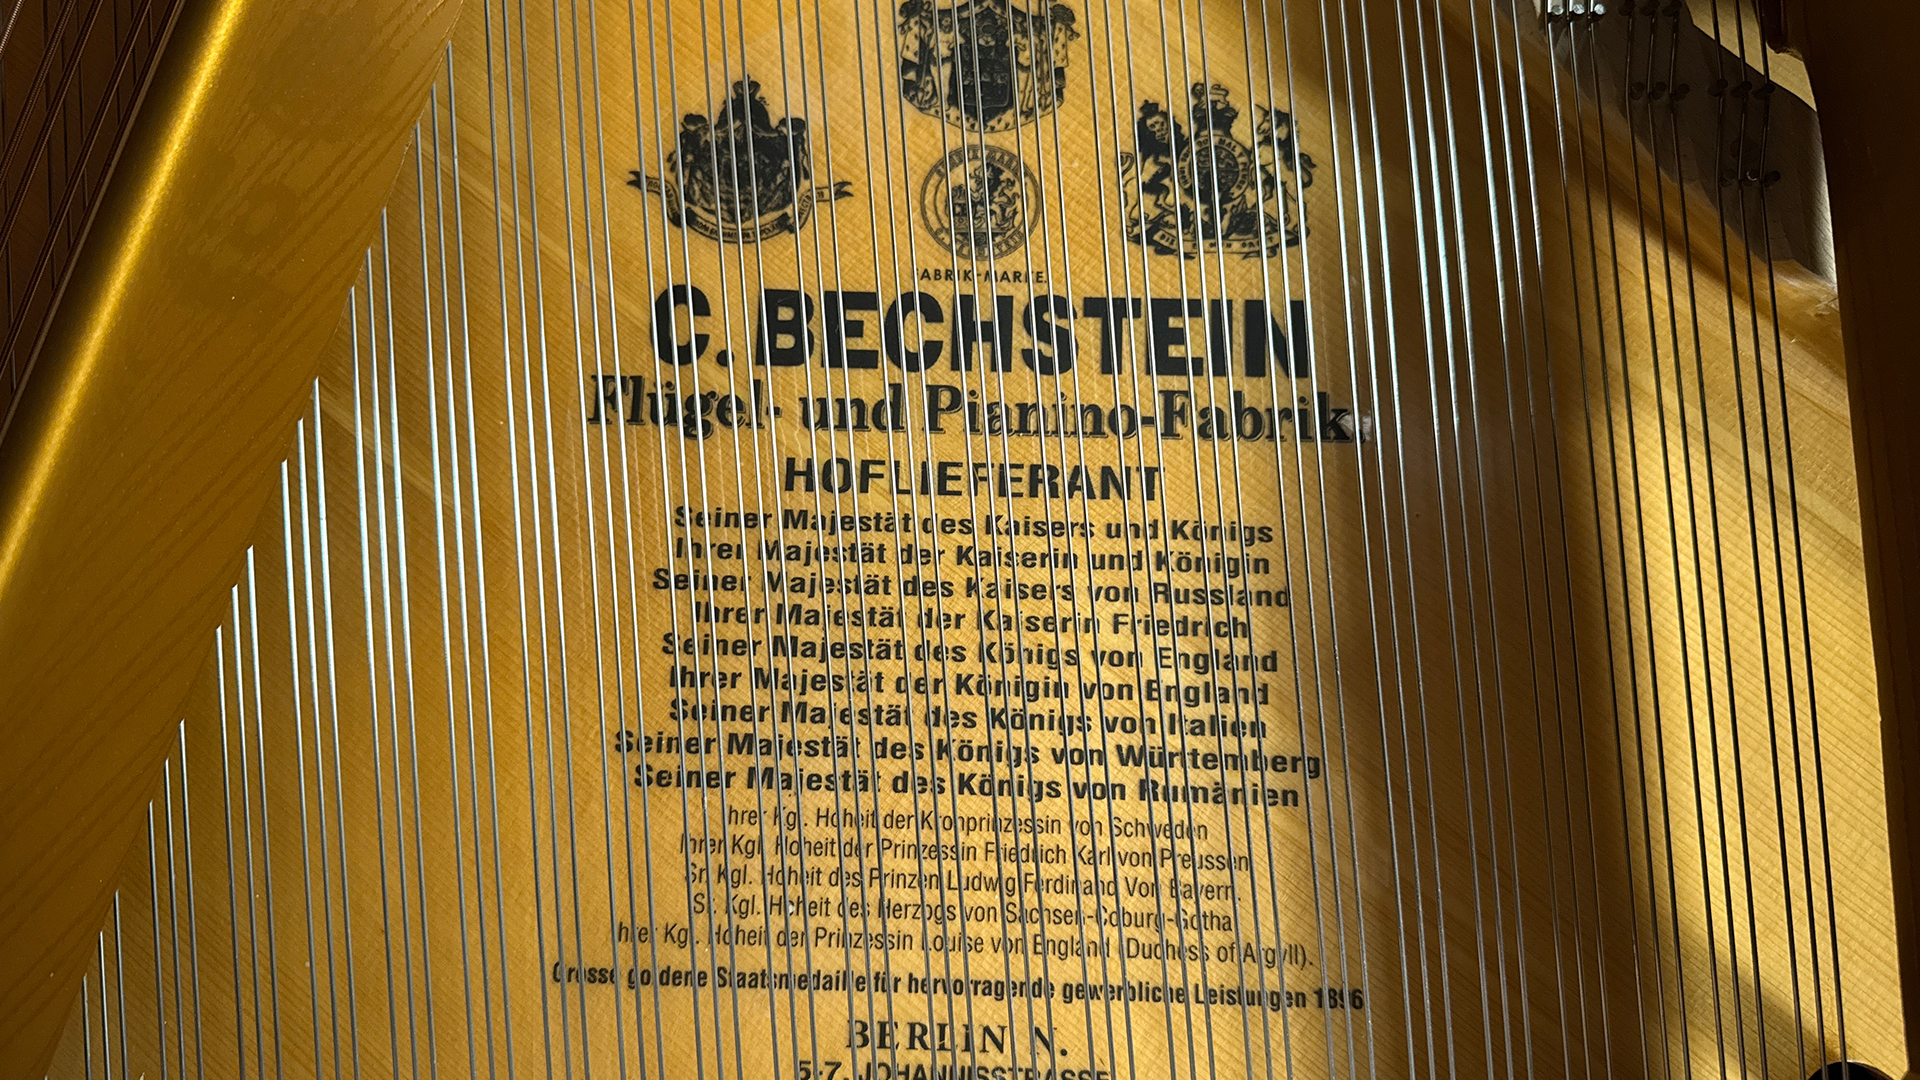 FABRIK-MARKE.
C. BECHSTEIN
Flügel- und Pianino-Fabrik.
HOFLIEFERANT
Seiner Majestät des Kaisers und Königs
Ihrer Majestät der Kaiserin und Königin
Seiner Majestät des Kaisers von Russland
Ihrer Majestät der Kaiserin Friedrich
Seiner Majestät des Königs von England
Ihrer Majestät der Königin von England
Seiner Majestät des Königs von Italien
Seiner Majestät des Königs von Württemberg
Seiner Majestät des Königs von Rumänien
Ihrer Kgl. Hoheit der Kronprinzessin von Schweden
Ihrer Kgl. Hoheit der Prinzessin Friedrich Karl von Preussen
Sr. Kgl. Hoheit des Prinzen Ludwig Ferdinand Von Bayern.
Sr. Kgl. Hoheit des Herzogs von Sachsen-Coburg-Gotha
Ihrer Kgl. Hoheit der Prinzessin Louise von England (Duchess of Argyll).
Grosse goldene Staatsmedaille für hervorragende gewerbliche Leistungen 1896
BERLIN N.
5-7. JOHANNISSTRASSE